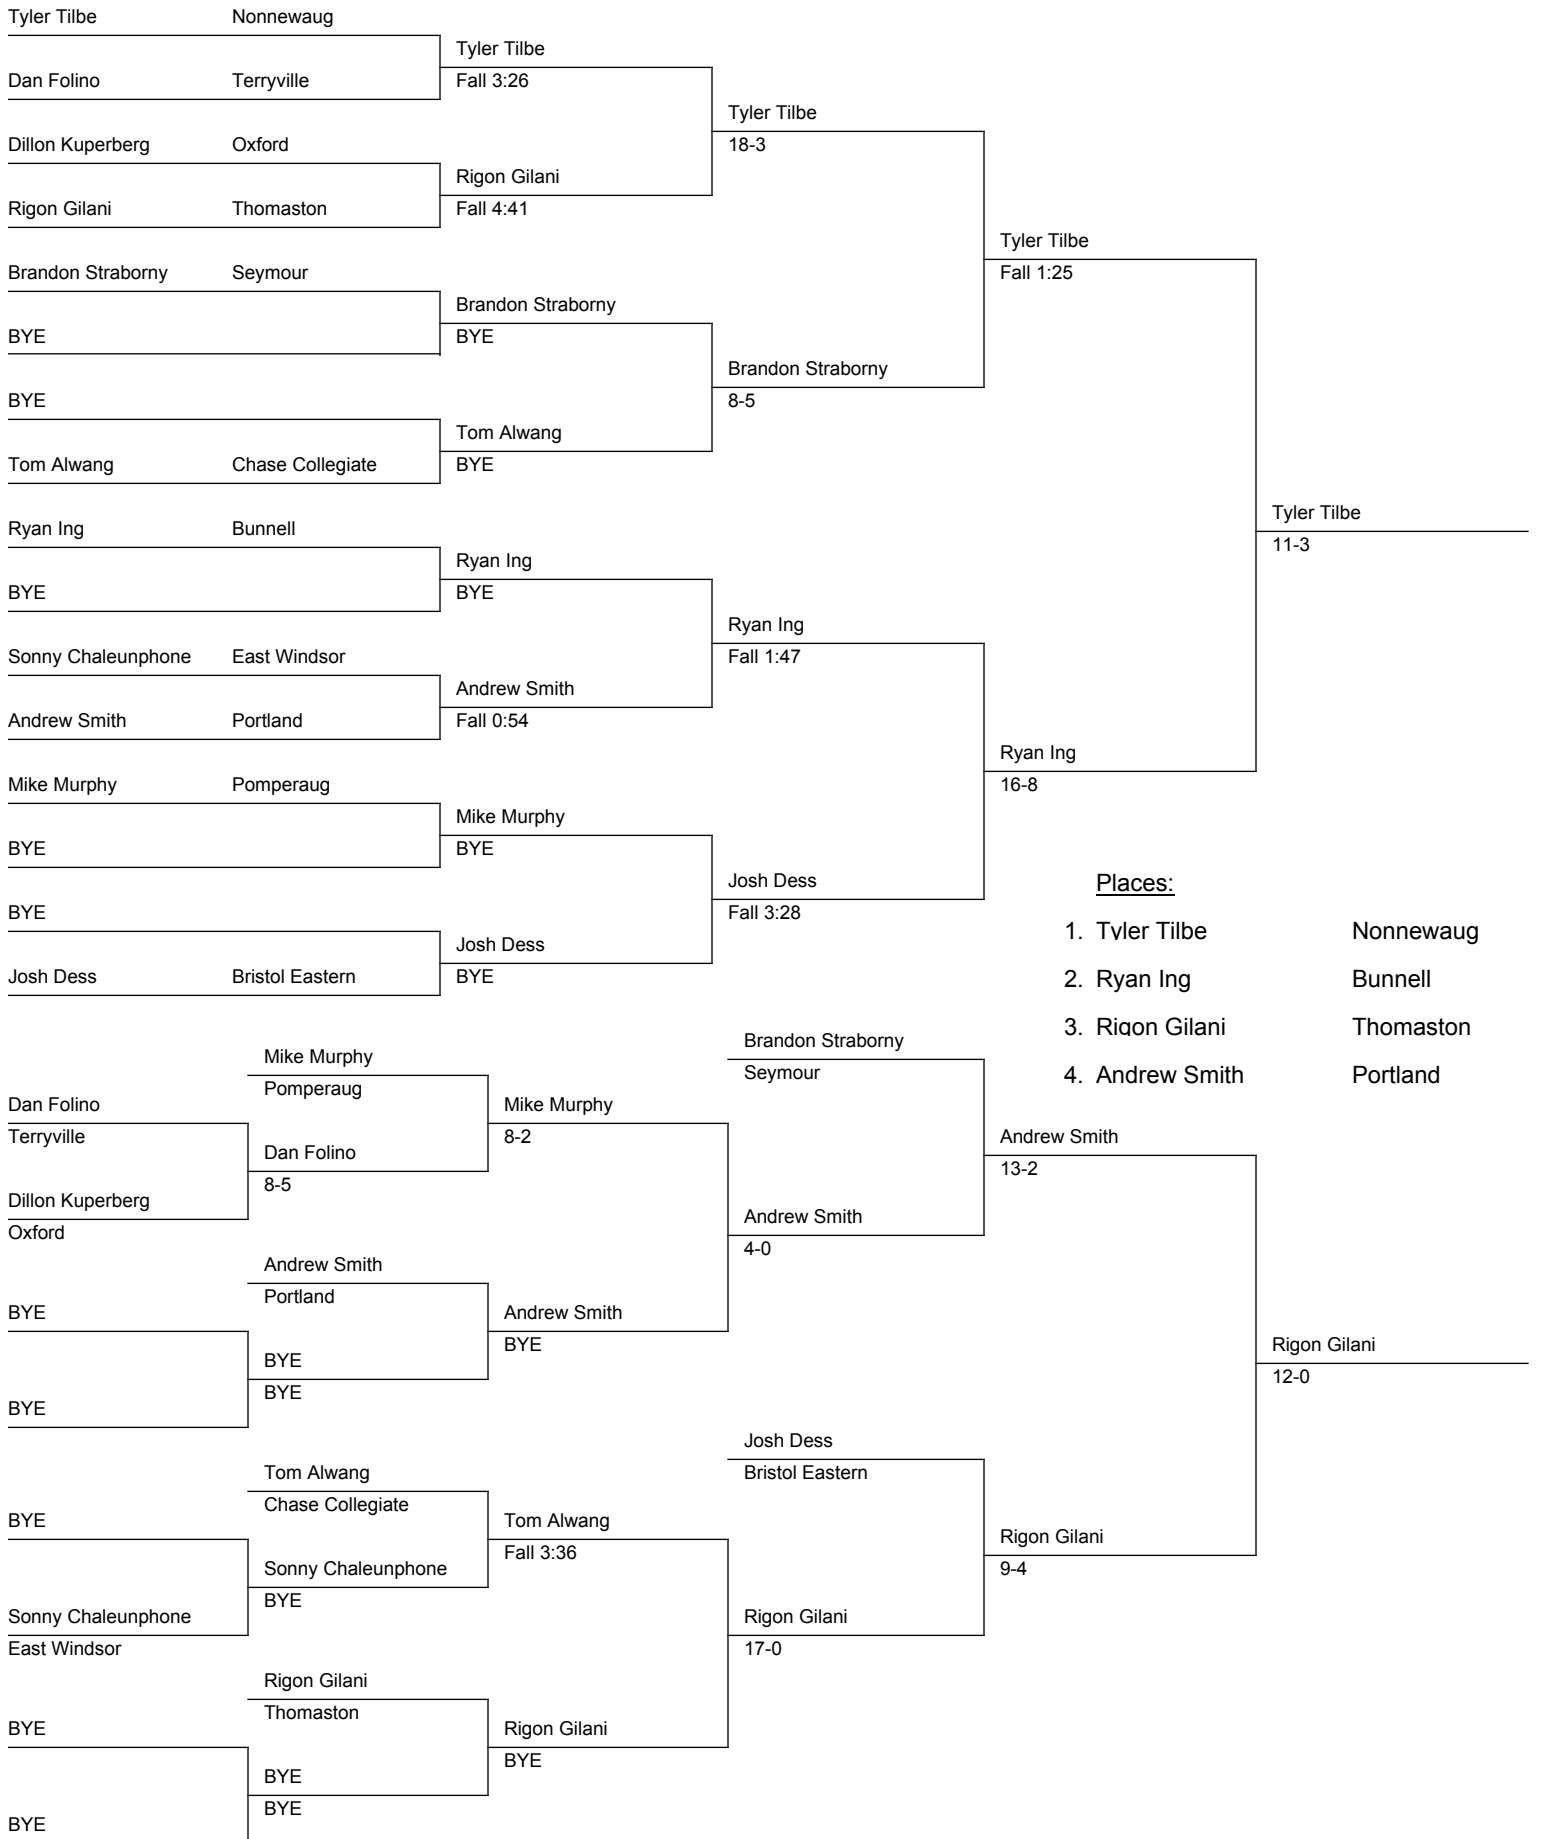 Tyler Tilbe Nonnewaug
Tyler Tilbe
Dan Folino Terryville Fall 3:26
Tyler Tilbe
Dillon Kuperberg Oxford 18-3
Rigon Gilani
Rigon Gilani Thomaston Fall 4:41
Tyler Tilbe
Brandon Straborny Seymour Fall 1:25
Brandon Straborny
BYE BYE
Brandon Straborny
BYE 8-5
Tom Alwang
Tom Alwang Chase Collegiate BYE
Tyler Tilbe
Ryan Ing Bunnell 11-3
Ryan Ing
BYE BYE
Ryan Ing
Sonny Chaleunphone East Windsor Fall 1:47
Andrew Smith
Andrew Smith Portland Fall 0:54
Ryan Ing
Mike Murphy Pomperaug 16-8
Mike Murphy
BYE BYE
Josh Dess Places:
BYE Fall 3:28
1. Tyler Tilbe Nonnewaug
Josh Dess
Josh Dess Bristol Eastern BYE
2. Ryan Ing Bunnell
3. Rigon Gilani Thomaston
Brandon Straborny
Mike Murphy
Seymour
4. Andrew Smith Portland
Pomperaug
Dan Folino Mike Murphy
Terryville 8-2 Andrew Smith
Dan Folino
13-2
8-5
Dillon Kuperberg
Andrew Smith
Oxford
4-0
Andrew Smith
Portland
BYE Andrew Smith
BYE Rigon Gilani
BYE
12-0
BYE
BYE
Josh Dess
Tom Alwang Bristol Eastern
Chase Collegiate
BYE Tom Alwang
Rigon Gilani
Fall 3:36
Sonny Chaleunphone 9-4
BYE
Sonny Chaleunphone Rigon Gilani
East Windsor 17-0
Rigon Gilani
Thomaston
BYE Rigon Gilani
BYE
BYE
BYE
BYE